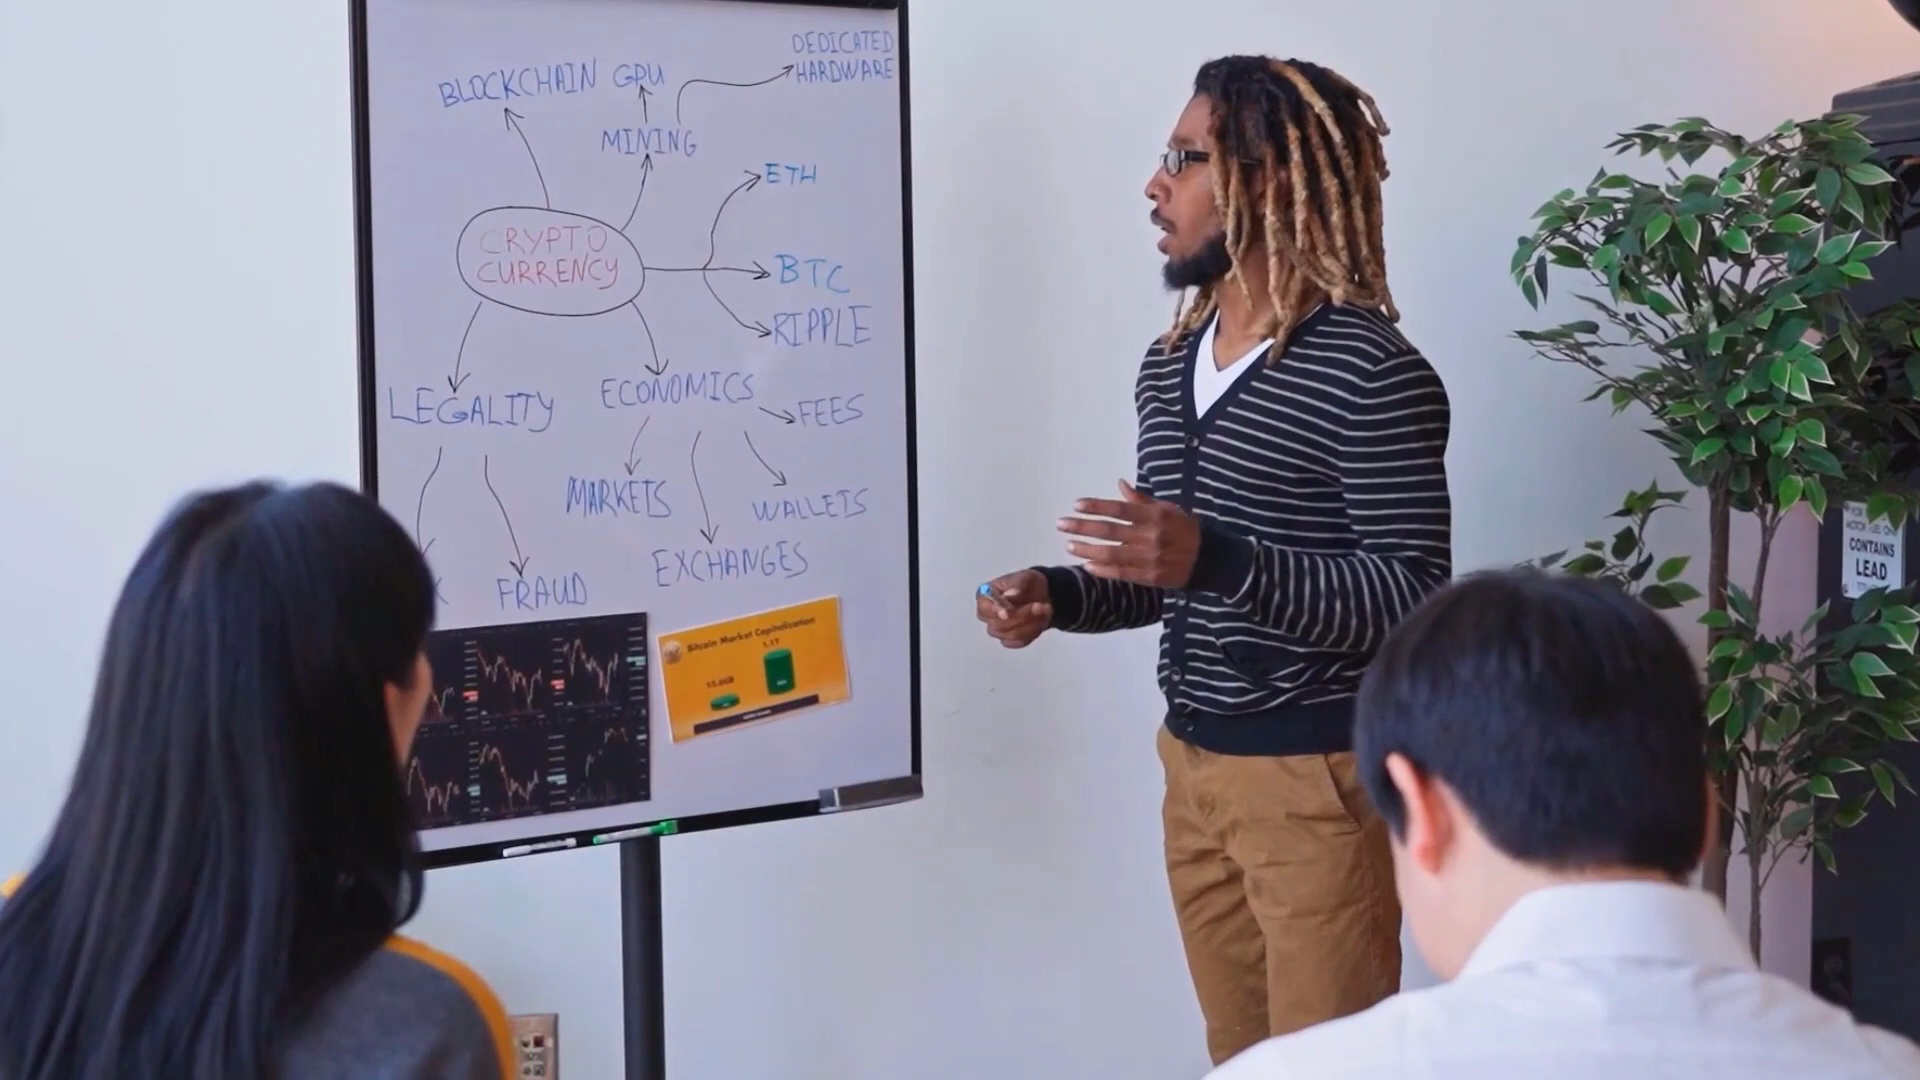 DEDICATED
HARDWARE
BLOCKCHAIN GPU
MINING
ETH
CRYPTO
CURRENCY
BTC
RIPPLE
LEGALITY
ECONOMICS
FEES
MARKETS
WALLETS
EXCHANGES
FRAUD
Bitcoin Market Capitalisation
CONTAINS
LEAD